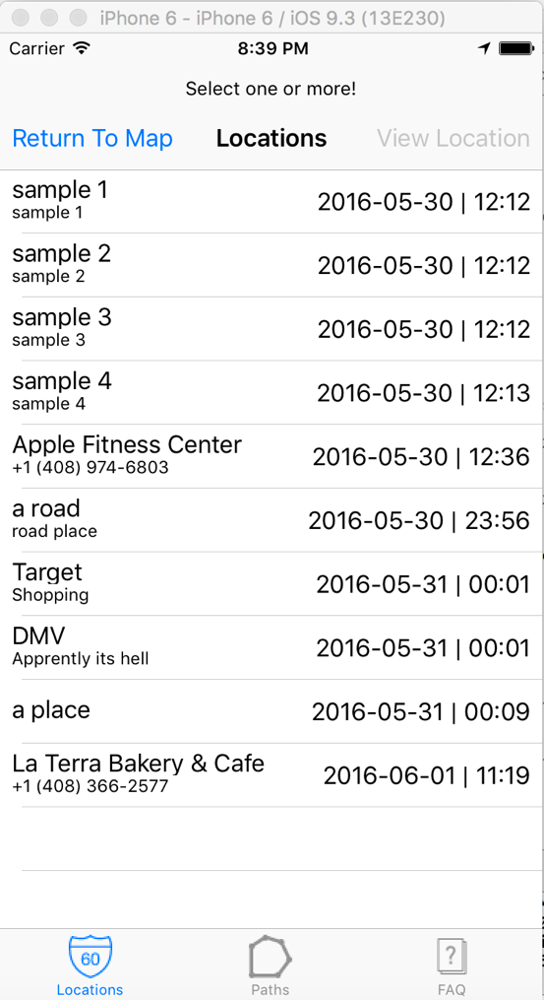 iPhone 6 - iPhone 6 / iOS 9.3 (13E230)
Carrier 8:39 PM
Select one or more!
Return To Map Locations View Location
sample 1
sample 1
2016-05-30 | 12:12
sample 2
sample 2
2016-05-30 | 12:12
sample 3
sample 3
2016-05-30 | 12:12
sample 4
sample 4
2016-05-30 | 12:13
Apple Fitness Center
+1 (408) 974-6803
2016-05-30 | 12:36
a road
road place
2016-05-30 | 23:56
Target
Shopping
2016-05-31 | 00:01
DMV
Apprently its hell
2016-05-31 | 00:01
a place
2016-05-31 | 00:09
La Terra Bakery & Cafe
+1 (408) 366-2577
2016-06-01 | 11:19
60
?
Locations Paths FAQ